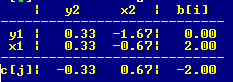 ¦ y2 x2 ¦ b[i]
y1 ¦ 0.33 -1.67¦ 0.00
x1 ¦ 0.33 -0.67¦ 2.00
c[j]¦ -0.33 0.67¦ -2.00